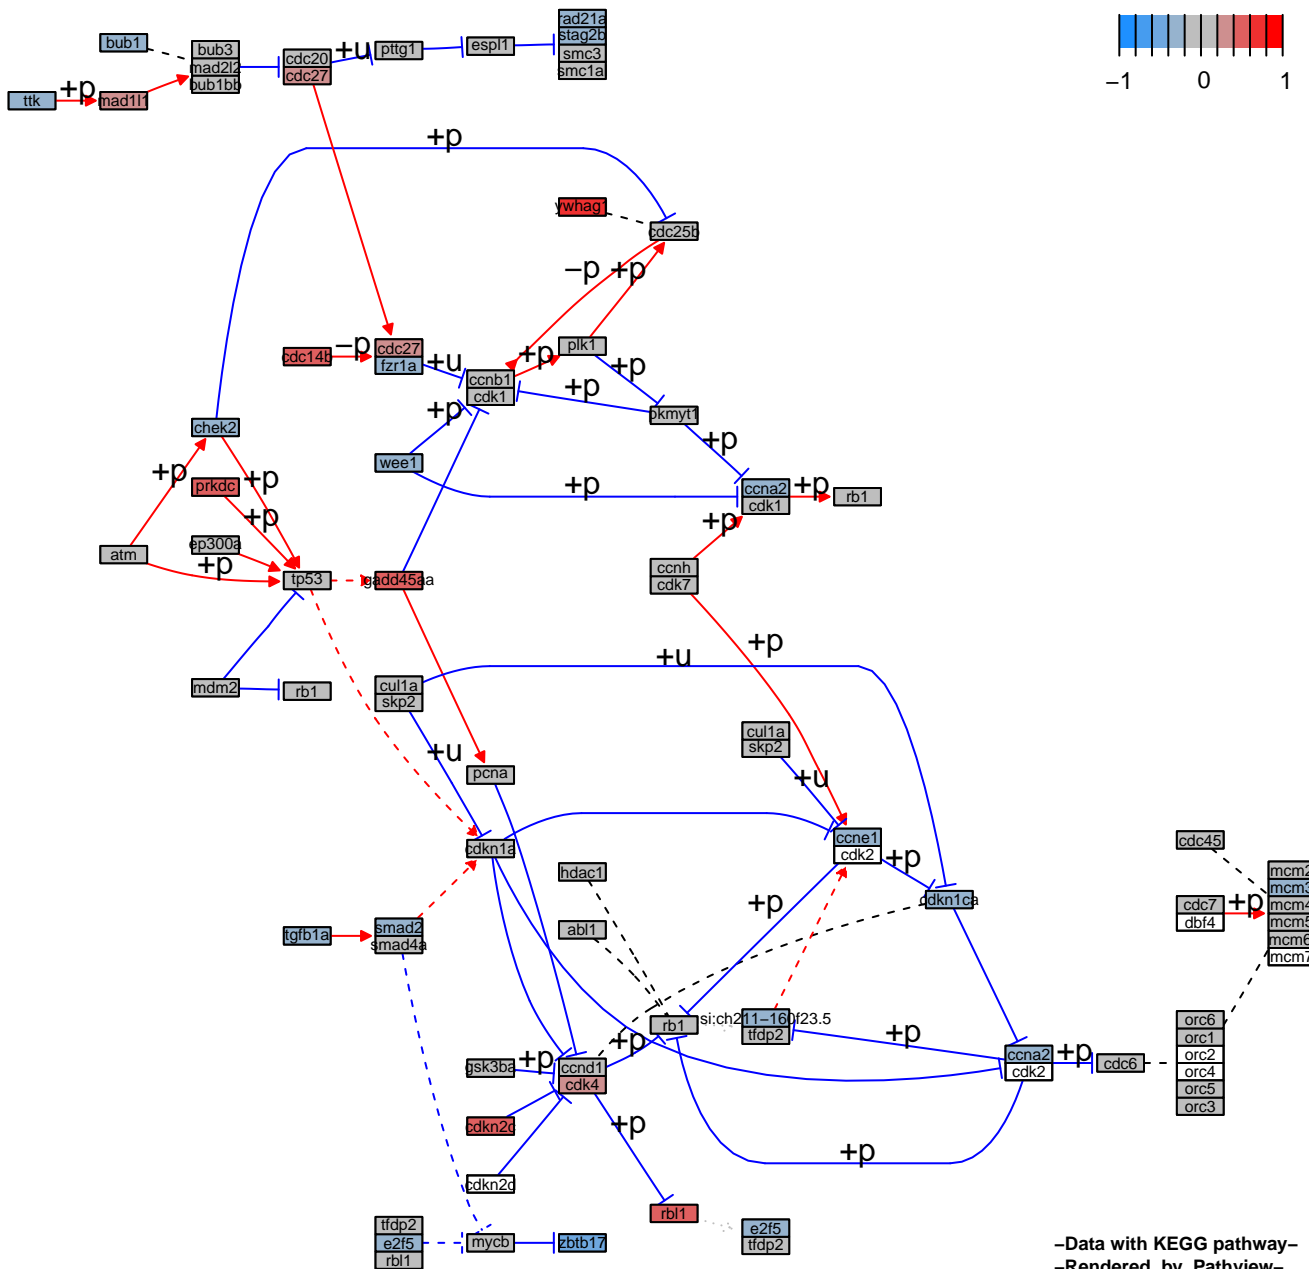 rad21a
stag2b
smc3
smc1a
bub1
bub3
mad2l2
bub1bb
cdc20
cdc27
+u
pttg1
espl1
−1
0
1
ttk
+p
mad1l1
+p
ywhag1
cdc25b
−p
+p
cdc14b
−p
cdc27
fzr1a
+u
ccnb1
cdk1
+p
plk1
+p
+p
pkmyt1
+p
+p
chek2
wee1
+p
+p
prkdc
+p
ccna2
cdk1
+p
rb1
+p
+p
atm
ep300a
+p
tp53
gadd45aa
ccnh
cdk7
+p
+u
mdm2
rb1
cul1a
skp2
+u
cul1a
skp2
+u
pcna
cdkn1a
ccne1
cdk2
+p
cdkn1ca
cdc45
mcm2
mcm3
mcm4
mcm5
mcm6
mcm7
cdc7
dbf4
+p
hdac1
abl1
+p
tgfb1a
smad2
smad4a
rb1
si;ch211−160f23.5
tfdp2
+p
+p
gsk3ba
+p
ccnd1
cdk4
ccna2
cdk2
+p
cdc6
orc6
orc1
orc2
orc4
orc5
orc3
cdkn2c
+p
+p
cdkn2d
rbl1
e2f5
tfdp2
tfdp2
e2f5
rbl1
mycb
zbtb17
−Data with KEGG pathway−
−Rendered by Pathview−